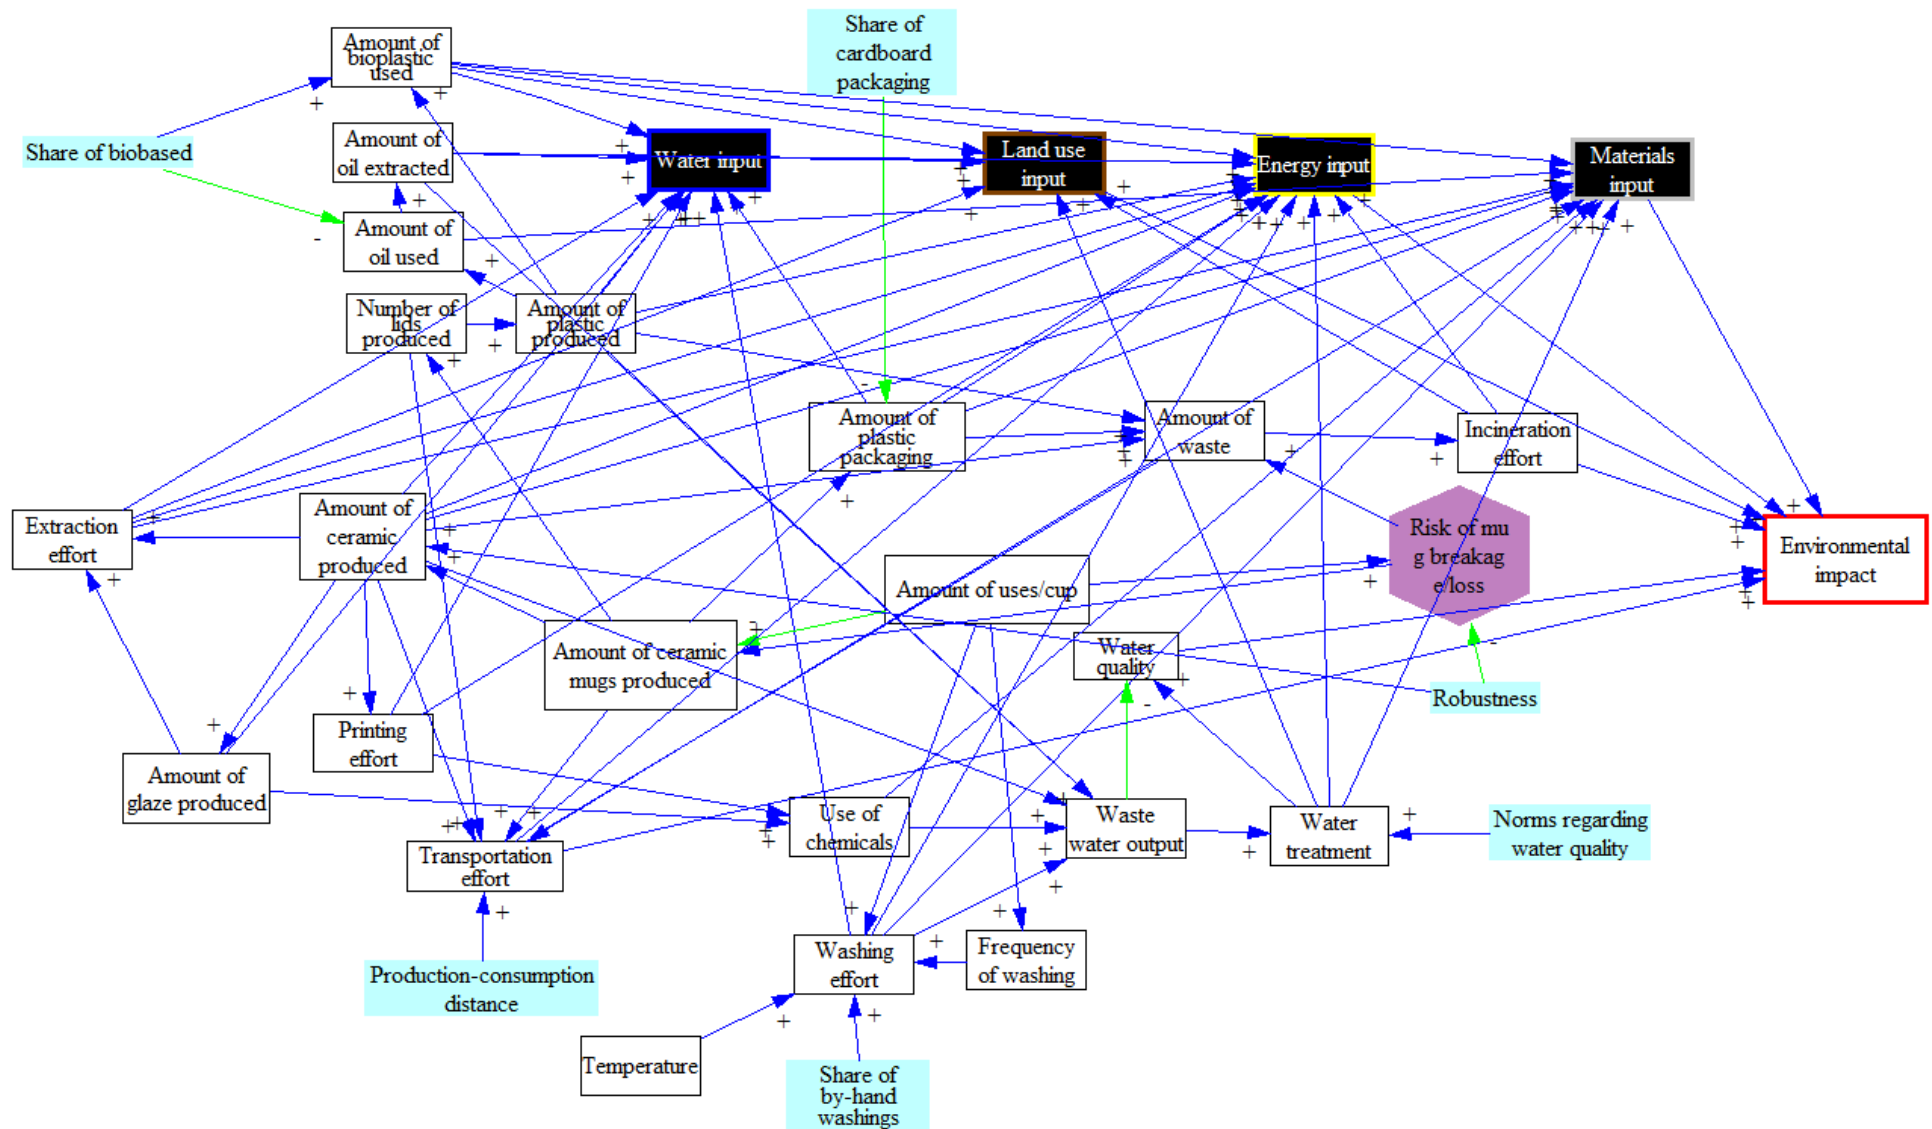 Share of
cardboard
packaging
Amount of
bioplastic
used
Share of biobased
Amount of
oil extracted
Water input
Land use
input
Energy input
Materials
input
Amount of
oil used
Number of
lids
produced
Amount of
plastic
produced
Amount of
plastic
packaging
Amount of
waste
Incineration
effort
Extraction
effort
Amount of
ceramic
produced
Amount of uses/cup
Risk of mu
g breakag
e/loss
Environmental
impact
Amount of ceramic
mugs produced
Water
quality
Robustness
Printing
effort
Amount of
glaze produced
Use of
chemicals
Waste
water output
Water
treatment
Norms regarding
water quality
Transportation
effort
Production-consumption
distance
Washing
effort
Frequency
of washing
Temperature
Share of
by-hand
washings